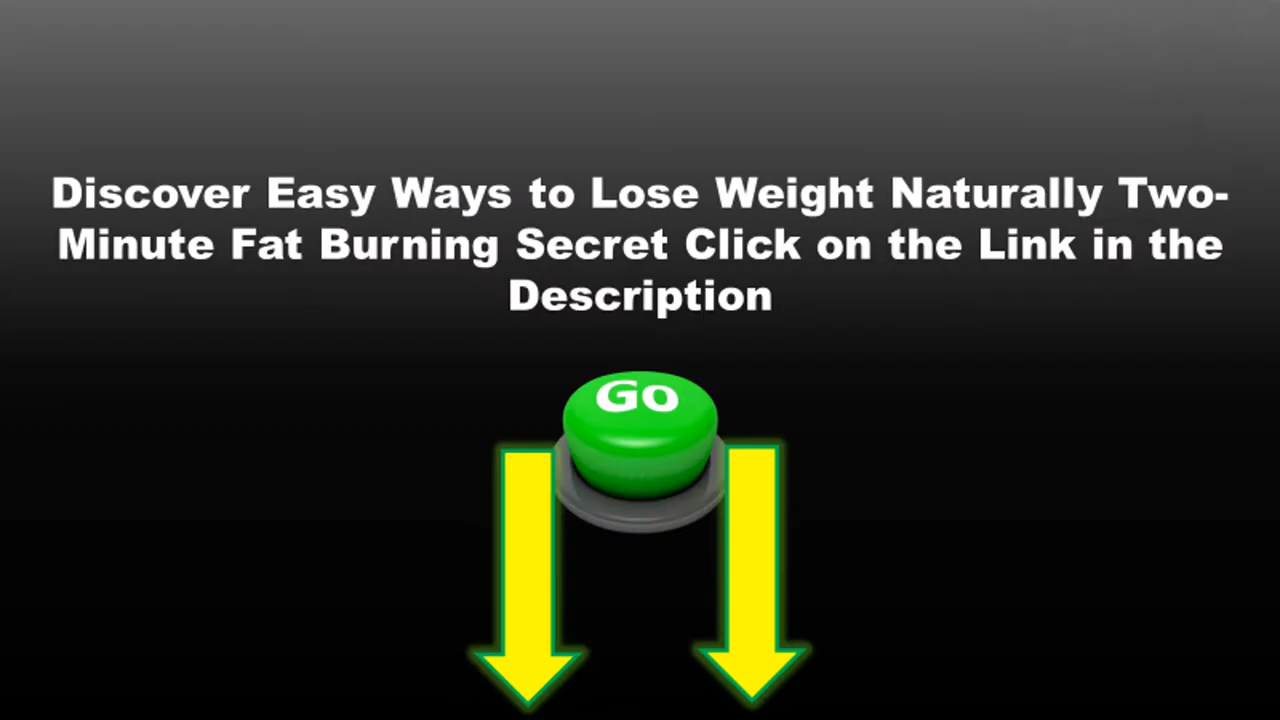 Discover Easy Ways to Lose Weight Naturally Two-
Minute Fat Burning Secret Click on the Link in the
Description
Go